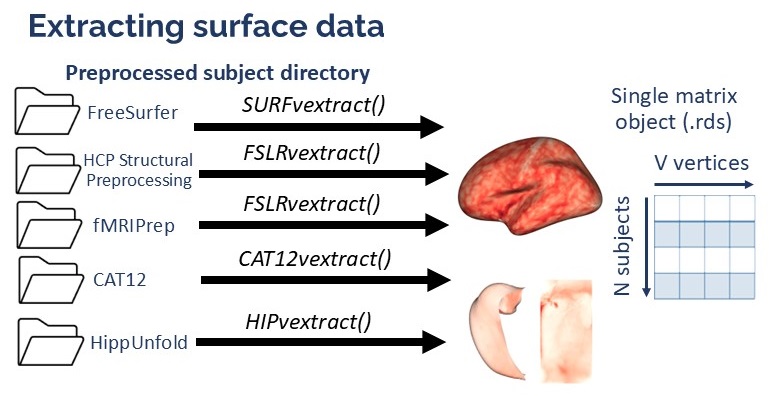 Extracting surface data
Preprocessed subject directory
FreeSurfer
SURFvextract()
HCP Structural
Preprocessing
FSLRvextract()
fMRIPrep
FSLRvextract()
CAT12
CAT12vextract()
HippUnfold
HIPvextract()
Single matrix
object (.rds)
V vertices
N subjects